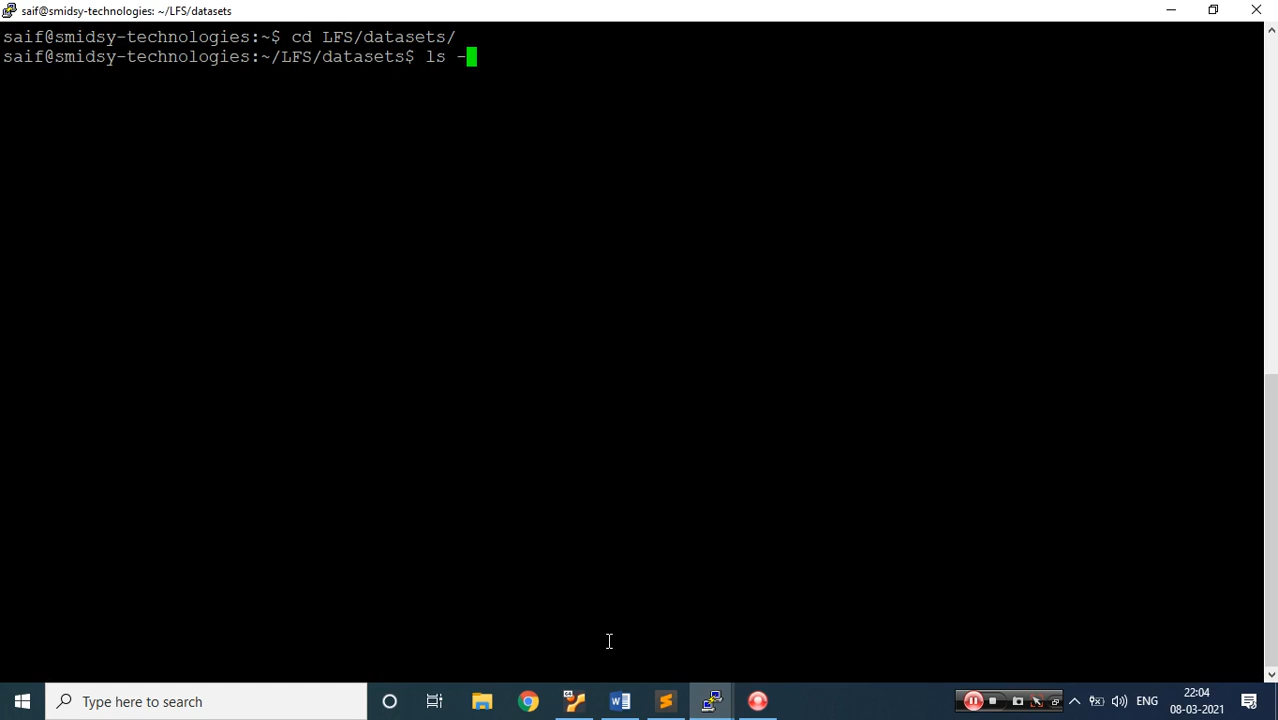 saif@smidsy-technologies: ~/LFS/datasets
saif@smidsy-technologies:~$ cd LFS/datasets/
saif@smidsy-technologies:~/LFS/datasets$ ls -
Type here to search
ENG
22:04
08-03-2021